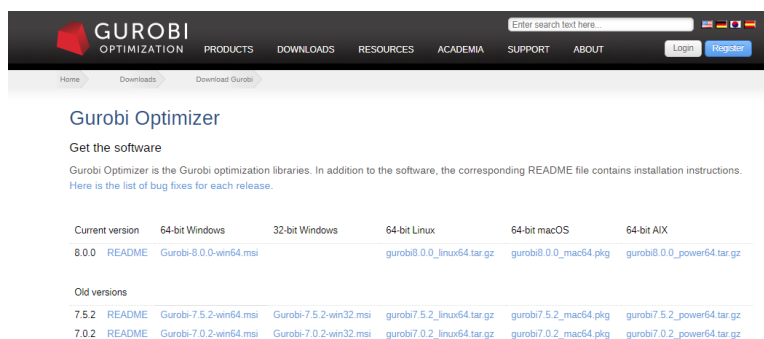 GUROBI
OPTIMIZATION
Enter search text here...
PRODUCTS DOWNLOADS RESOURCES ACADEMIA SUPPORT ABOUT Login Register
Home Downloads Download Gurobi
Gurobi Optimizer
Get the software
Gurobi Optimizer is the Gurobi optimization libraries. In addition to the software, the corresponding README file contains installation instructions.
Here is the list of bug fixes for each release.
Current version 64-bit Windows 32-bit Windows 64-bit Linux 64-bit macOS 64-bit AIX
8.0.0 README Gurobi-8.0.0-win64.msi gurobi8.0.0_linux64.tar.gz gurobi8.0.0_mac64.pkg gurobi8.0.0_power64.tar.gz
Old versions
7.5.2 README Gurobi-7.5.2-win64.msi Gurobi-7.5.2-win32.msi gurobi7.5.2_linux64.tar.gz gurobi7.5.2_mac64.pkg gurobi7.5.2_power64.tar.gz
7.0.2 README Gurobi-7.0.2-win64.msi Gurobi-7.0.2-win32.msi gurobi7.0.2_linux64.tar.gz gurobi7.0.2_mac64.pkg gurobi7.0.2_power64.tar.gz